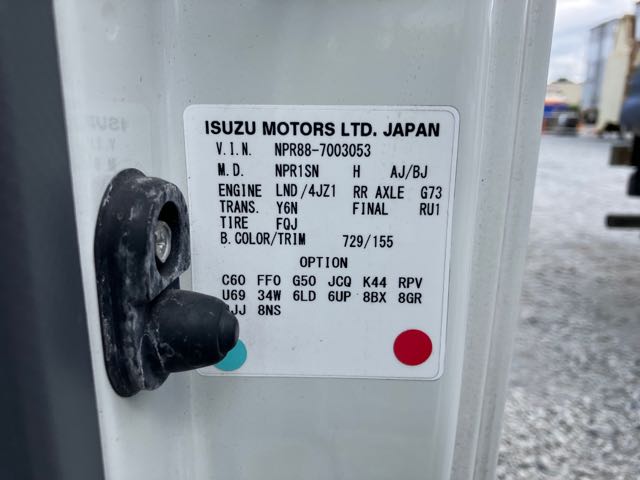 ISUZU MOTORS LTD. JAPAN
V.I.N. NPR88-7003053
M.D. NPR1SN H AJ/BJ
ENGINE LND/4JZ1 RR AXLE G73
TRANS. Y6N FINAL RU1
TIRE FQJ
B.COLOR/TRIM 729/155
OPTION
C60 FF0 G50 JCQ K44 RPV
U69 34W 6LD 6UP 8BX 8GR
8NS